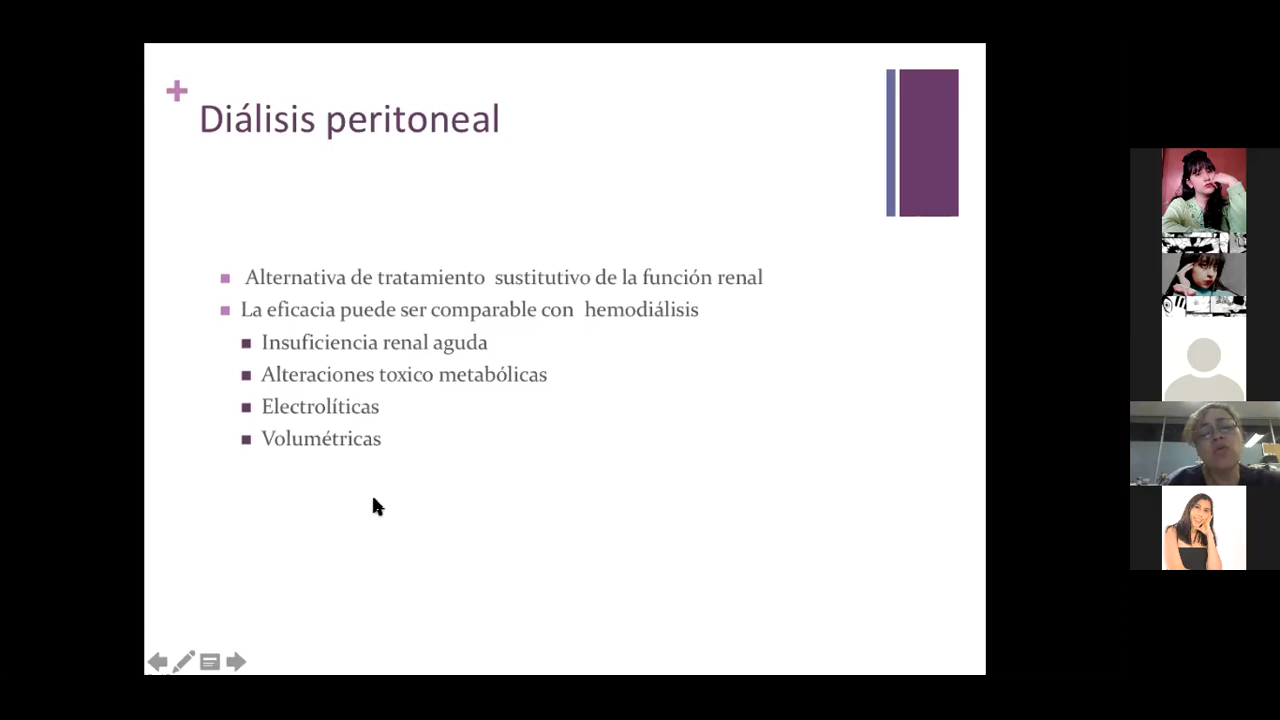 Diálisis peritoneal
Alternativa de tratamiento sustitutivo de la función renal
La eficacia puede ser comparable con hemodiálisis
Insuficiencia renal aguda
Alteraciones toxico metabólicas
Electrolíticas
Volumétricas